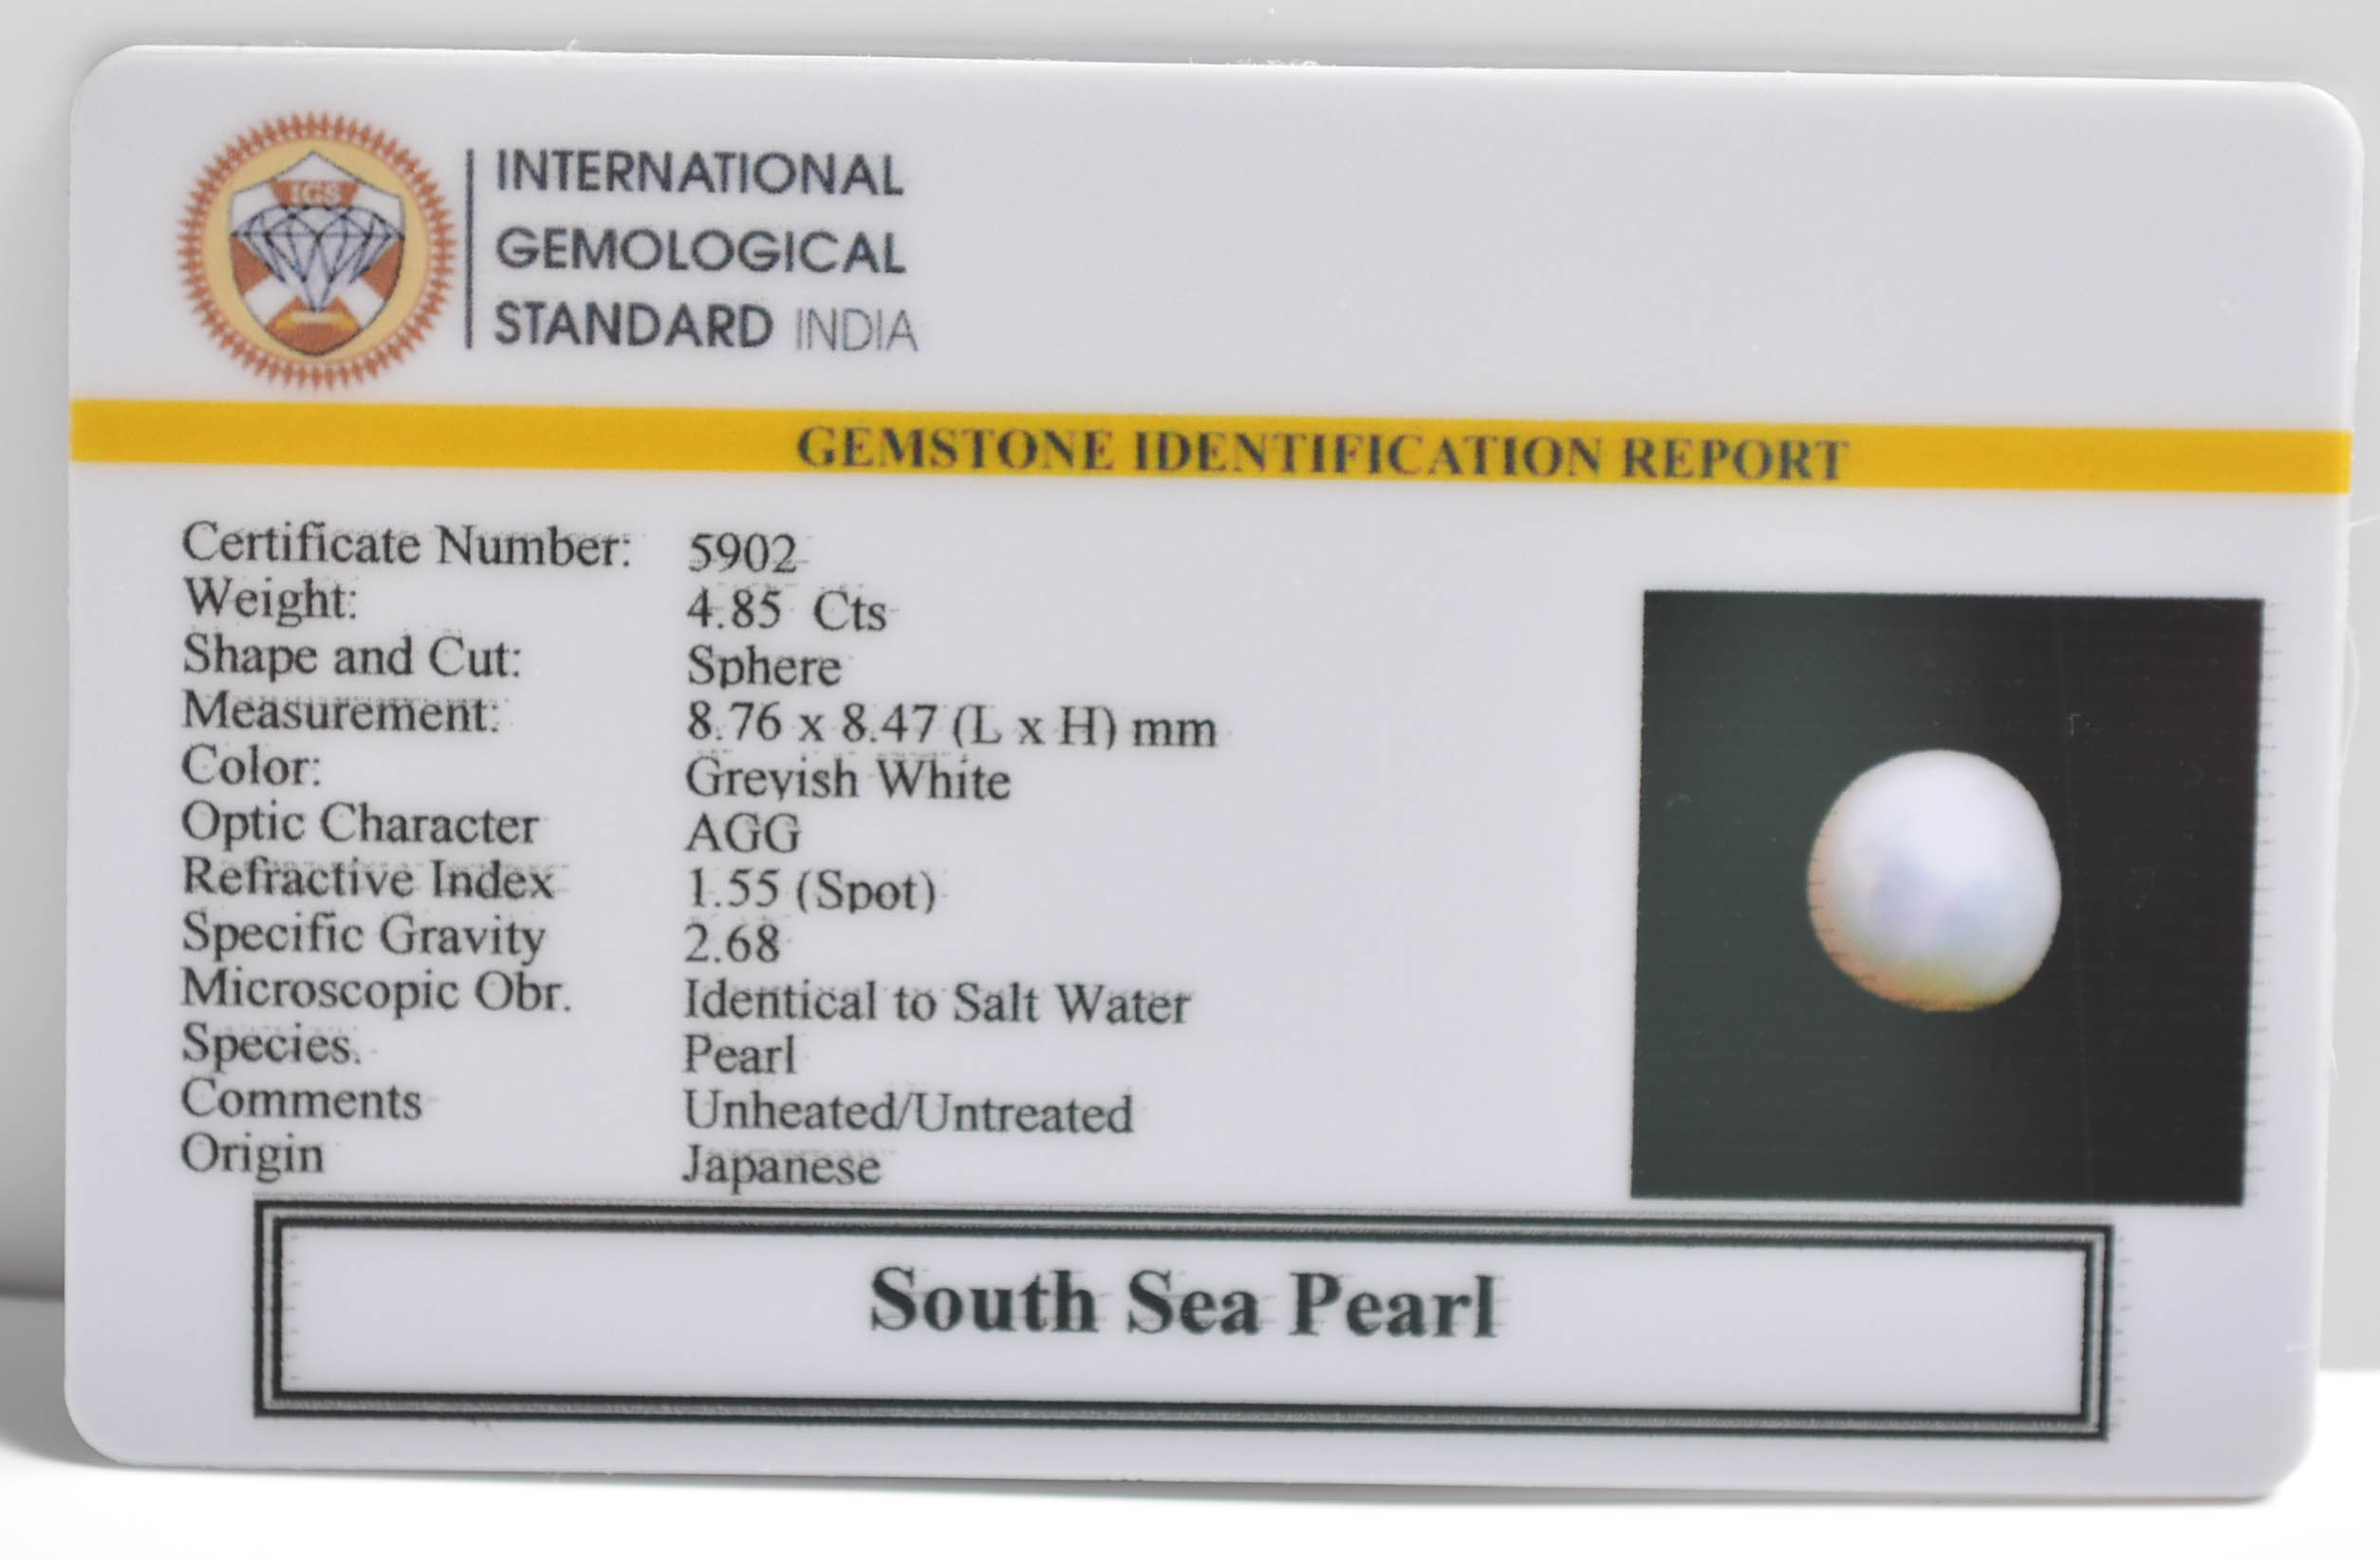 IGS
INTERNATIONAL
GEMOLOGICAL
STANDARD INDIA
GEMSTONE IDENTIFICATION REPORT
Certificate Number: 5902
Weight: 4.85 Cts
Shape and Cut: Sphere
Measurement: 8.76 x 8.47 (L x H) mm
Color: Greyish White
Optic Character AGG
Refractive Index 1.55 (Spot)
Specific Gravity 2.68
Microscopic Obr. Identical to Salt Water
Species. Pearl
Comments Unheated/Untreated
Origin Japanese
South Sea Pearl